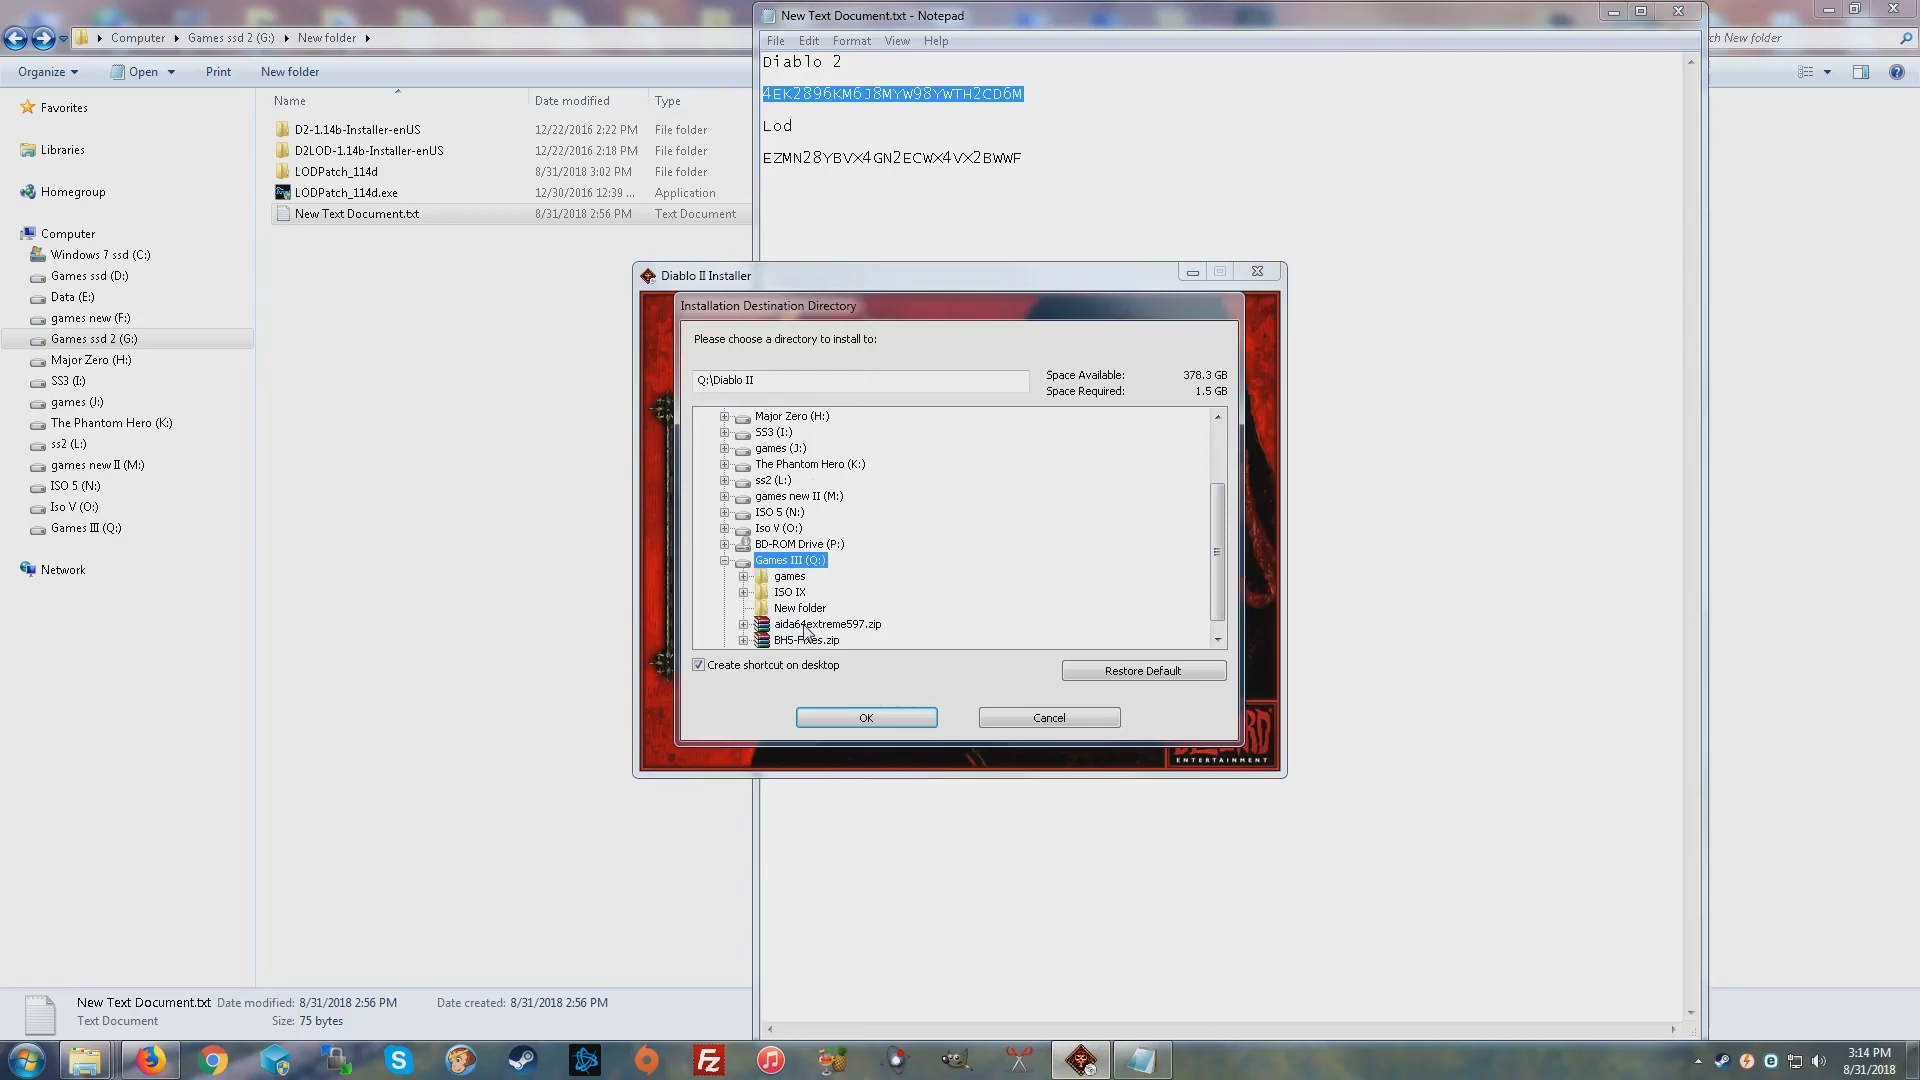 Computer
Games ssd 2 (G:)
New folder
Organize
Open
Print
New folder
Favorites
Libraries
Homegroup
Computer
Windows 7 ssd (C:)
Games ssd (D:)
Data (E:)
games new (F:)
Games ssd 2 (G:)
Major Zero (H:)
SS3 (I:)
games (J:)
The Phantom Hero (K:)
ss2 (L:)
games new II (M:)
ISO 5 (N:)
Iso V (O:)
Games III (Q:)
Network
Name Date modified Type
D2-1.14b-Installer-enUS 12/22/2016 2:22 PM File folder
D2LOD-1.14b-Installer-enUS 12/22/2016 2:18 PM File folder
LODPatch_114d 8/31/2018 3:02 PM File folder
LODPatch_114d.exe 12/30/2016 12:39 ... Application
New Text Document.txt 8/31/2018 2:56 PM Text Document
New Text Document.txt - Notepad
File Edit Format View Help
Diablo 2
4EK2896KM6J8MYW98YWTH2CD6M
Lod
EZMN28YBVX4GN2ECWX4VX2BWWF
New folder
Diablo II Installer
Installation Destination Directory
Please choose a directory to install to:
Q:\Diablo II
Space Available: 378.3 GB
Space Required: 1.5 GB
Major Zero (H:)
SS3 (I:)
games (J:)
The Phantom Hero (K:)
ss2 (L:)
games new II (M:)
ISO 5 (N:)
Iso V (O:)
BD-ROM Drive (P:)
Games III (Q:)
games
ISO IX
New folder
aida64extreme597.zip
BH5-Fixes.zip
Create shortcut on desktop
Restore Default
OK
Cancel
ENTERTAINMENT
New Text Document.txt Date modified: 8/31/2018 2:56 PM Date created: 8/31/2018 2:56 PM
Text Document Size: 75 bytes
3:14 PM
8/31/2018